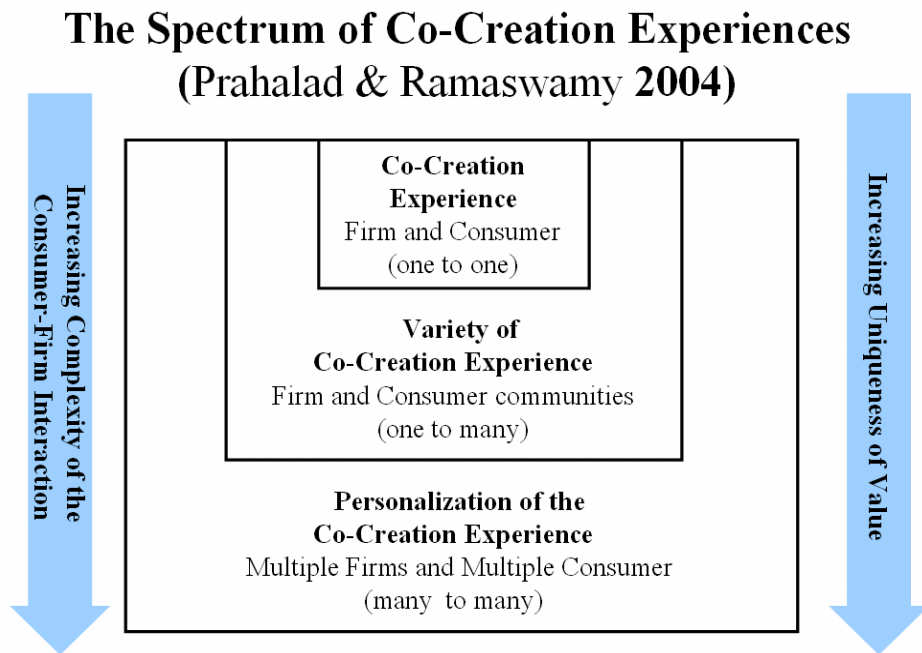 The Spectrum of Co-Creation Experiences
(Prahalad & Ramaswamy 2004)
Increasing Complexity of the
Consumer-Firm Interaction
Co-Creation
Experience
Firm and Consumer
(one to one)
Variety of
Co-Creation Experience
Firm and Consumer communities
(one to many)
Personalization of the
Co-Creation Experience
Multiple Firms and Multiple Consumer
(many to many)
Increasing Uniqueness of Value